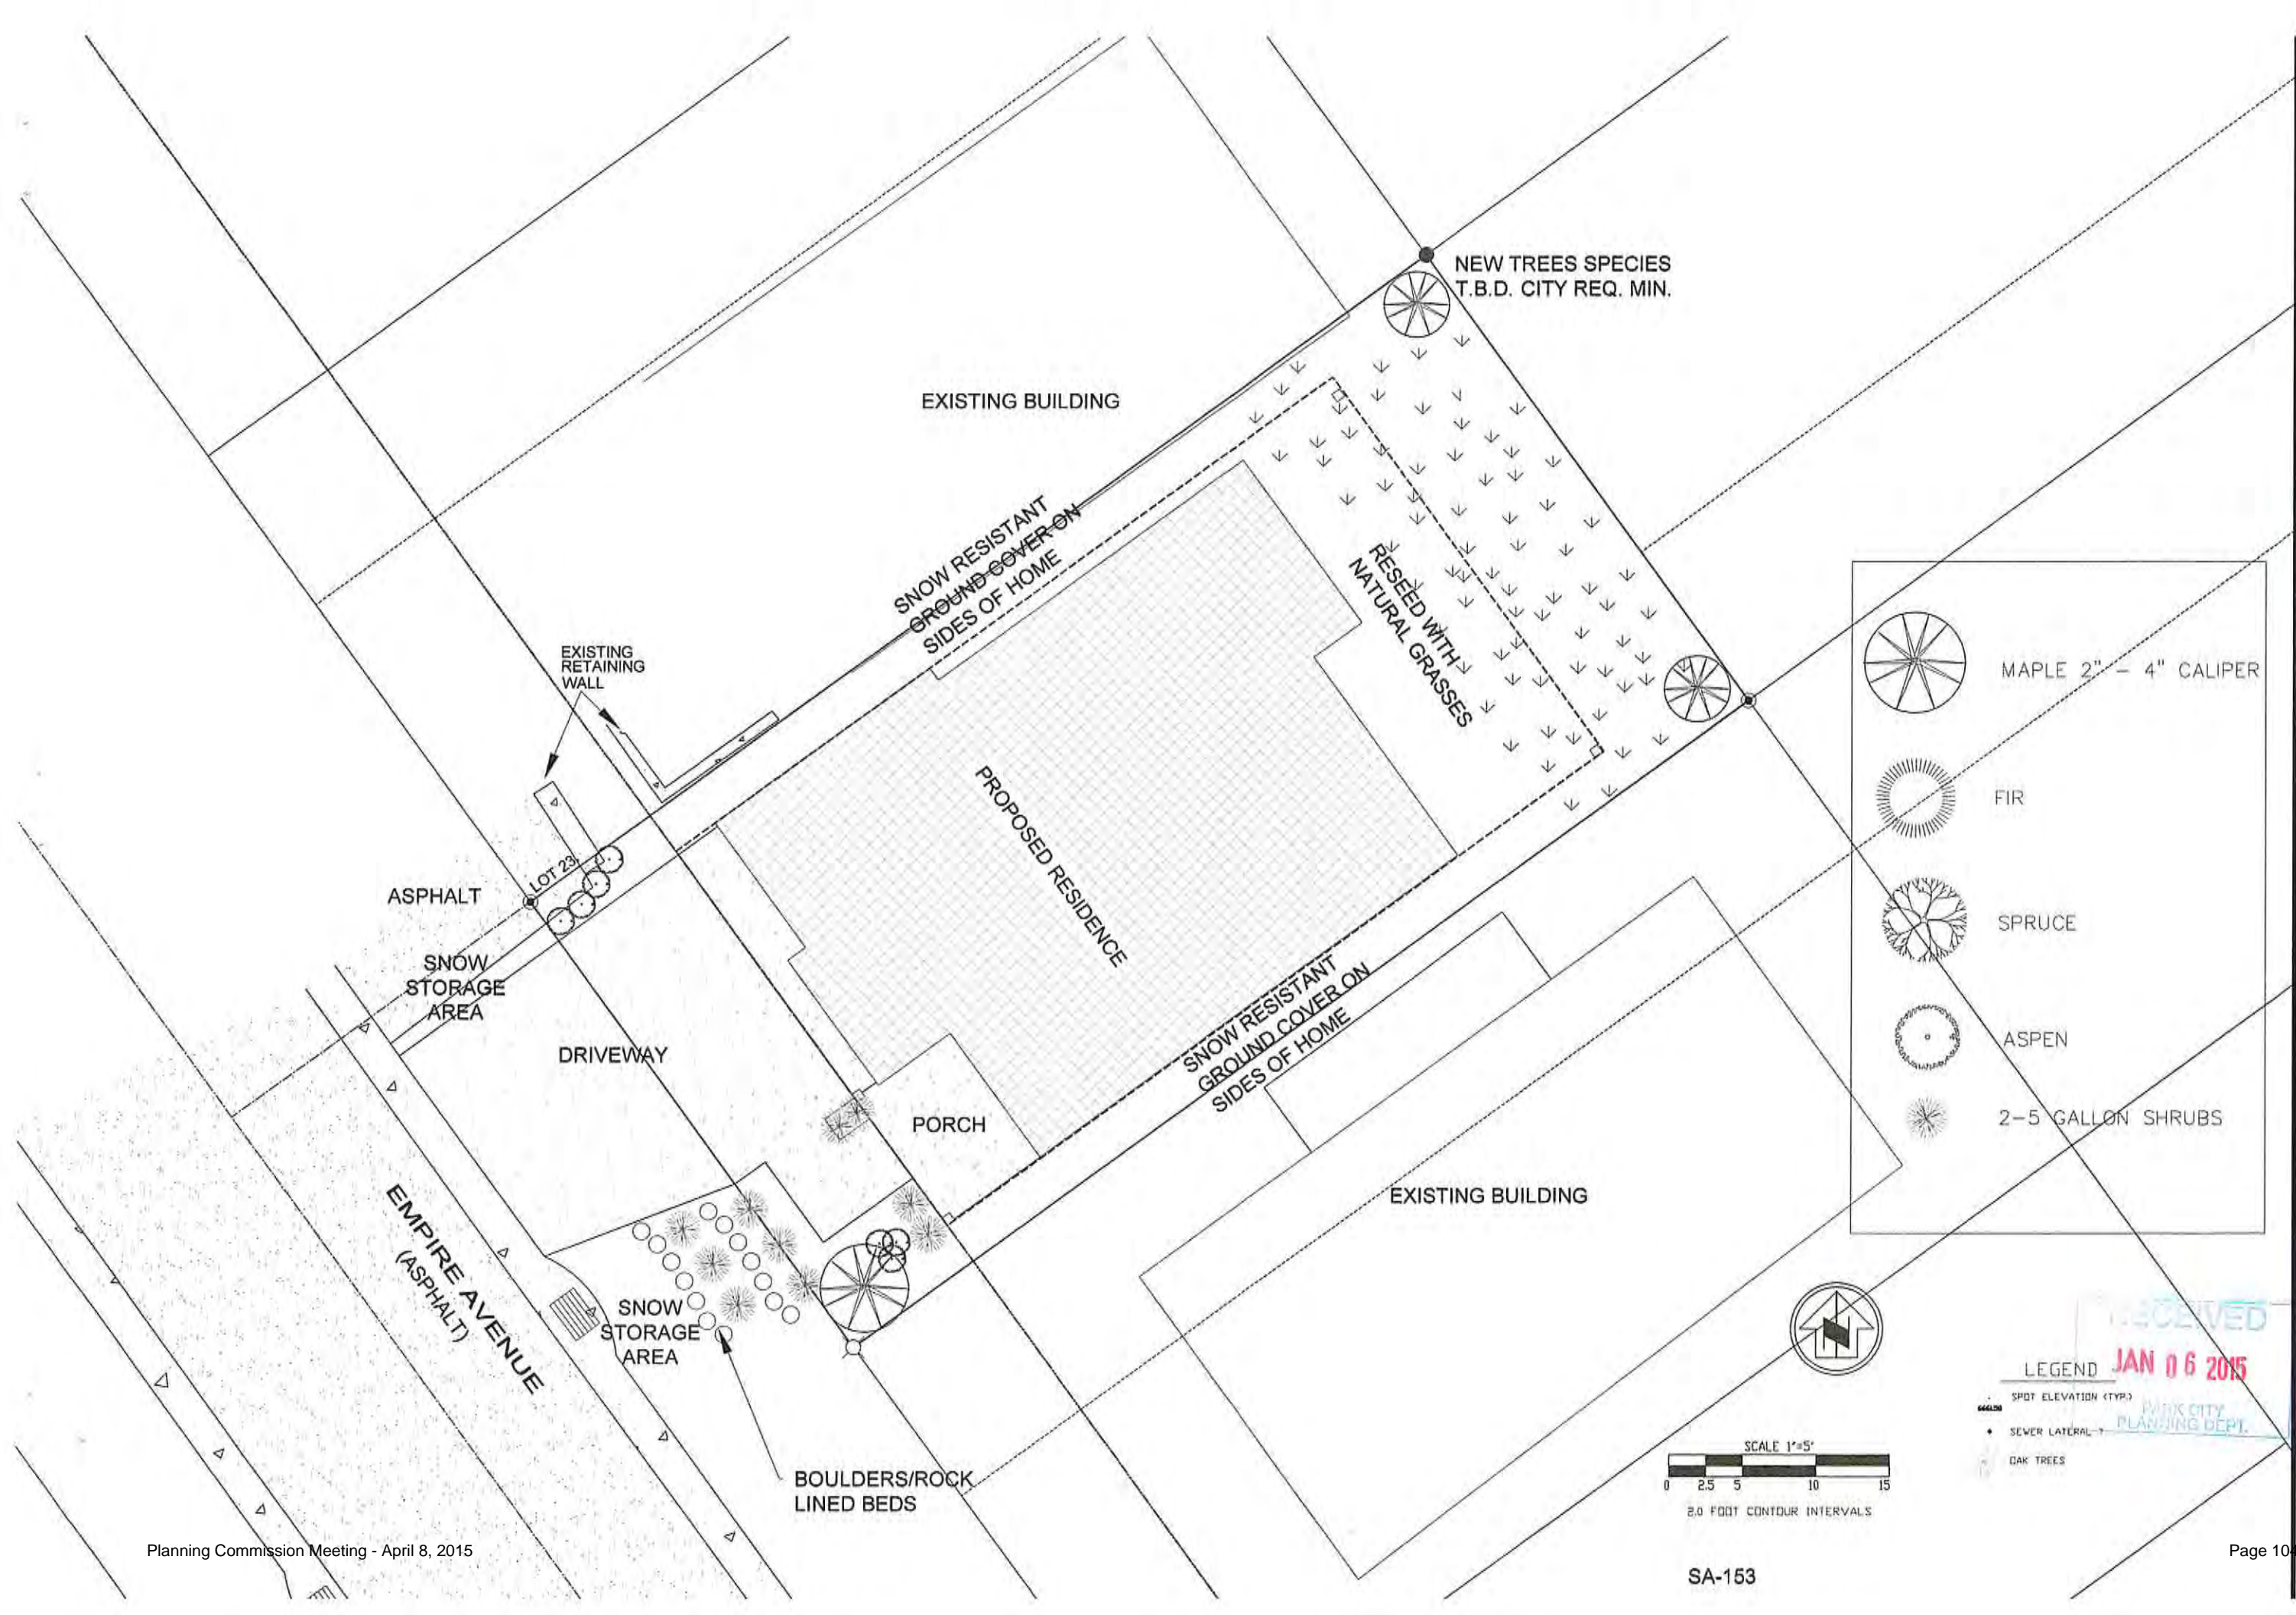 NEW TREES SPECIES
T.B.D. CITY REQ. MIN.
EXISTING BUILDING
SNOW RESISTANT
GROUND COVER ON
SIDES OF HOME
RESEED WITH
NATURAL GRASSES
EXISTING
RETAINING
WALL
MAPLE 2" - 4" CALIPER
FIR
SPRUCE
ASPEN
2-5 GALLON SHRUBS
PROPOSED RESIDENCE
LOT 23
ASPHALT
SNOW
STORAGE
AREA
DRIVEWAY
PORCH
SNOW RESISTANT
GROUND COVER ON
SIDES OF HOME
EXISTING BUILDING
EMPIRE AVENUE
(ASPHALT)
SNOW
STORAGE
AREA
BOULDERS/ROCK
LINED BEDS
N
RECEIVED
JAN 06 2015
PARK CITY
PLANNING DEPT.
LEGEND
SPOT ELEVATION (TYP.)
SEWER LATERAL
OAK TREES
SCALE 1"=5'
0 2.5 5 10 15
2.0 FOOT CONTOUR INTERVALS
SA-153
Planning Commission Meeting - April 8, 2015
Page 104